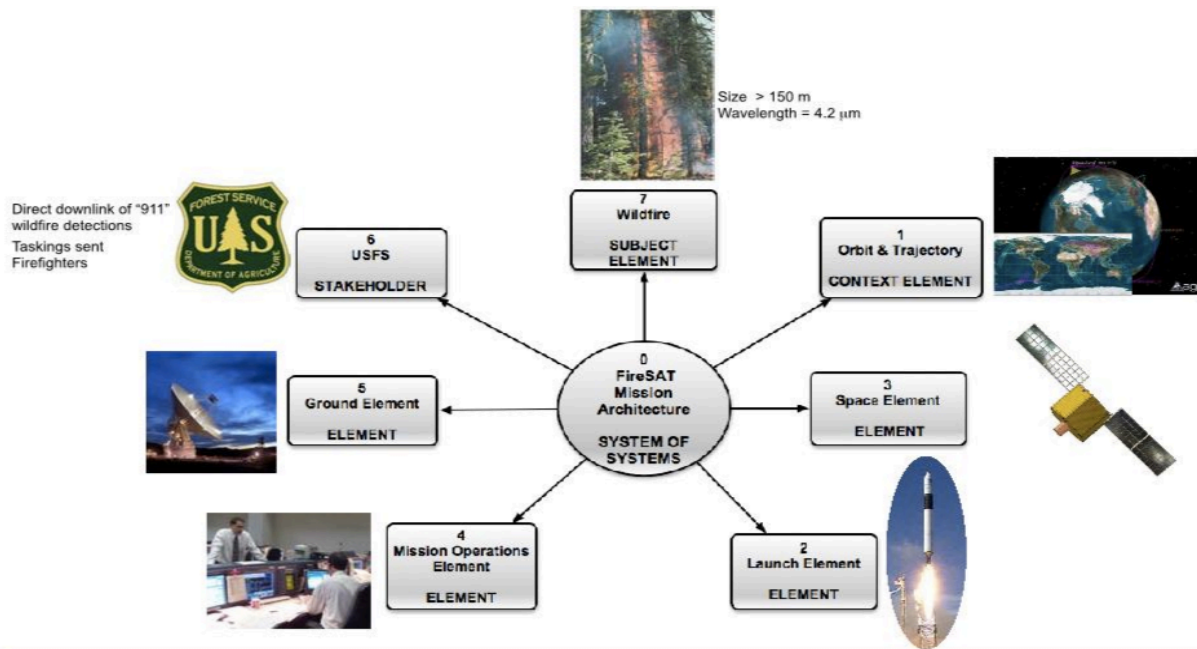 Size > 150 m
Wavelength = 4.2 μm
Direct downlink of “911”
wildfire detections
Taskings sent
Firefighters
FOREST SERVICE
U S
DEPARTMENT OF AGRICULTURE
7
Wildfire
SUBJECT
ELEMENT
6
USFS
STAKEHOLDER
1
Orbit & Trajectory
CONTEXT ELEMENT
0
FireSAT
Mission
Architecture
SYSTEM OF
SYSTEMS
5
Ground Element
ELEMENT
3
Space Element
ELEMENT
4
Mission Operations
Element
ELEMENT
2
Launch Element
ELEMENT